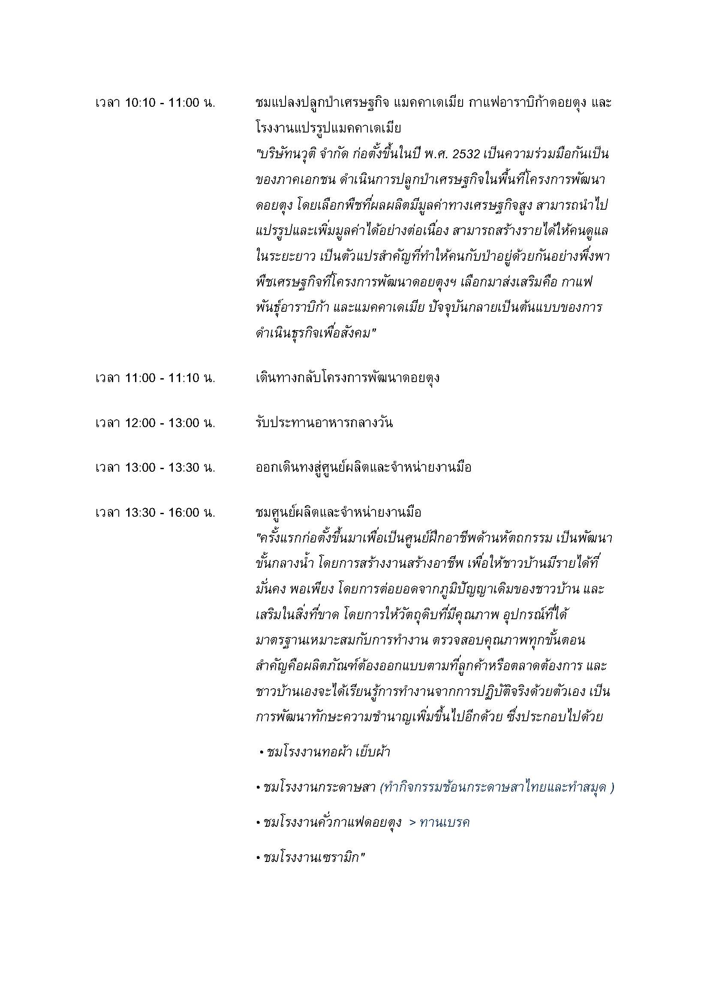 เวลา 10:10 - 11:00 น. ชมแปลงปลูกป่าเศรษฐกิจ แมคคาเดเมีย กาแฟอาราบิก้าดอยตุง และ
โรงงานแปรรูปแมคคาเดเมีย
"บริษัทนวุติ จำกัด ก่อตั้งขึ้นในปี พ.ศ. 2532 เป็นความร่วมมือกันเป็น
ของภาคเอกชน ดำเนินการปลูกป่าเศรษฐกิจในพื้นที่โครงการพัฒนา
ดอยตุง โดยเลือกพืชที่ผลผลิตมีมูลค่าทางเศรษฐกิจสูง สามารถนำไป
แปรรูปและเพิ่มมูลค่าได้อย่างต่อเนื่อง สามารถสร้างรายได้ให้คนดูแล
ในระยะยาว เป็นตัวแปรสำคัญที่ทำให้คนกับป่าอยู่ด้วยกันอย่างพึ่งพา
พืชเศรษฐกิจที่โครงการพัฒนาดอยตุงฯ เลือกมาส่งเสริมคือ กาแฟ
พันธุ์อาราบิก้า และแมคคาเดเมีย ปัจจุบันกลายเป็นต้นแบบของการ
ดำเนินธุรกิจเพื่อสังคม"
เวลา 11:00 - 11:10 น. เดินทางกลับโครงการพัฒนาดอยตุง
เวลา 12:00 - 13:00 น. รับประทานอาหารกลางวัน
เวลา 13:00 - 13:30 น. ออกเดินทงสู่ศูนย์ผลิตและจำหน่ายงานมือ
เวลา 13:30 - 16:00 น. ชมศูนย์ผลิตและจำหน่ายงานมือ
"ครั้งแรกก่อตั้งขึ้นมาเพื่อเป็นศูนย์ฝึกอาชีพด้านหัตถกรรม เป็นพัฒนา
ขั้นกลางน้ำ โดยการสร้างงานสร้างอาชีพ เพื่อให้ชาวบ้านมีรายได้ที่
มั่นคง พอเพียง โดยการต่อยอดจากภูมิปัญญาเดิมของชาวบ้าน และ
เสริมในสิ่งที่ขาด โดยการให้วัตถุดิบที่มีคุณภาพ อุปกรณ์ที่ได้
มาตรฐานเหมาะสมกับการทำงาน ตรวจสอบคุณภาพทุกขั้นตอน
สำคัญคือผลิตภัณฑ์ต้องออกแบบตามที่ลูกค้าหรือตลาดต้องการ และ
ชาวบ้านเองจะได้เรียนรู้การทำงานจากการปฏิบัติจริงด้วยตัวเอง เป็น
การพัฒนาทักษะความชำนาญเพิ่มขึ้นไปอีกด้วย ซึ่งประกอบไปด้วย
• ชมโรงงานทอผ้า เย็บผ้า
• ชมโรงงานกระดาษสา (ทำกิจกรรมช้อนกระดาษสาไทยและทำสมุด )
• ชมโรงงานคั่วกาแฟดอยตุง > ทานเบรค
• ชมโรงงานเซรามิก"